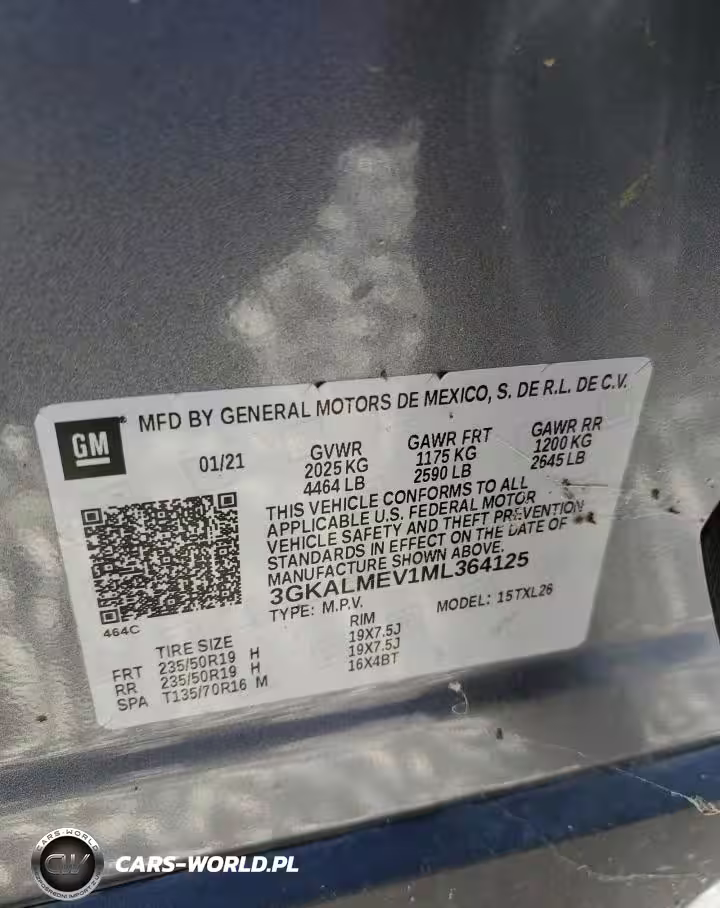 GM
MFD BY GENERAL MOTORS DE MEXICO, S. DE R.L. DE C.V.
01/21
GVWR
2025 KG
4464 LB
GAWR FRT
1175 KG
2590 LB
GAWR RR
1200 KG
2645 LB
THIS VEHICLE CONFORMS TO ALL
APPLICABLE U.S. FEDERAL MOTOR
VEHICLE SAFETY AND THEFT PREVENTION
STANDARDS IN EFFECT ON THE DATE OF
MANUFACTURE SHOWN ABOVE.
3GKALMEV1ML364125
TYPE: M.P.V.
MODEL: 15TXL26
464C
TIRE SIZE
RIM
FRT 235/50R19 H 19X7.5J
RR 235/50R19 H 19X7.5J
SPA T135/70R16 M 16X4BT
CARS-WORLD
CW
CARS-WORLD.PL